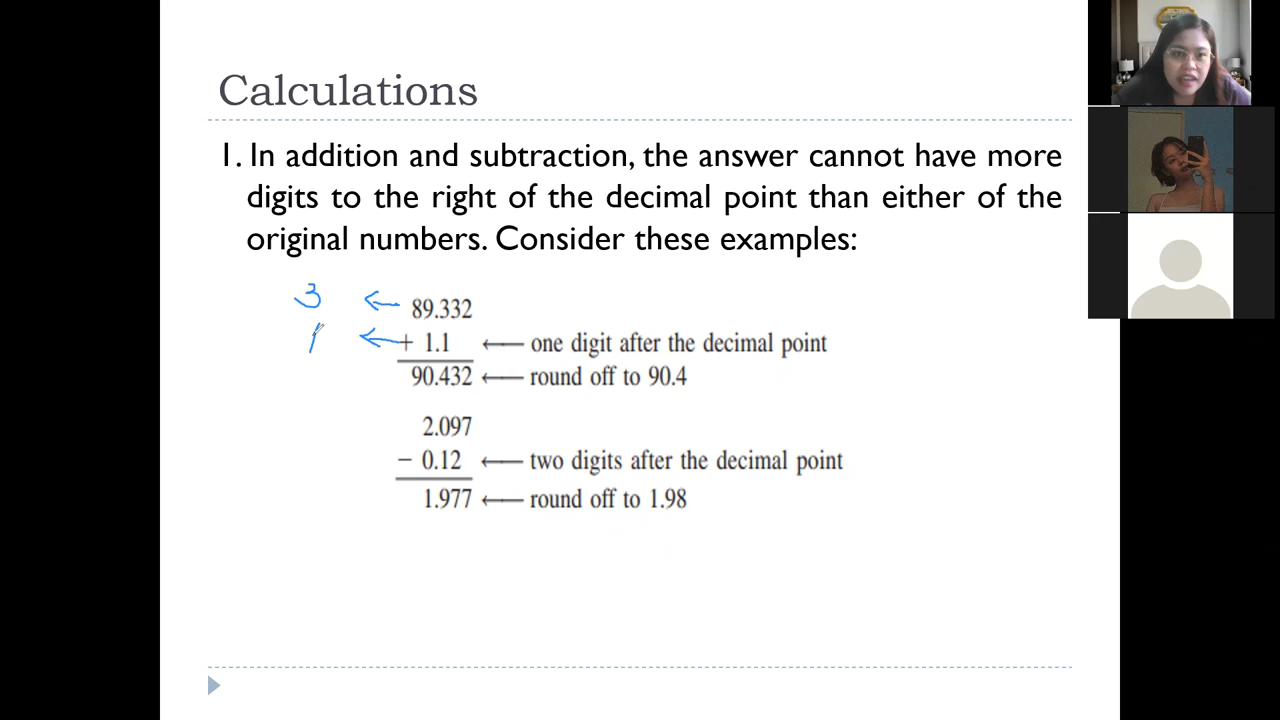 Calculations
1. In addition and subtraction, the answer cannot have more
digits to the right of the decimal point than either of the
original numbers. Consider these examples:
3 ← 89.332
1 ← + 1.1 ← one digit after the decimal point
90.432 ← round off to 90.4
2.097
− 0.12 ← two digits after the decimal point
1.977 ← round off to 1.98